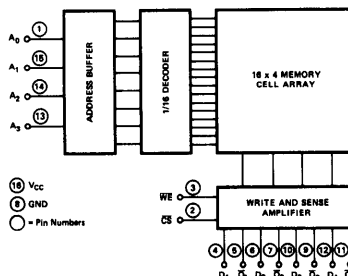 1
A0
15
A1
14
A2
13
A3
ADDRESS BUFFER
1/16 DECODER
16 x 4 MEMORY
CELL ARRAY
16 VCC
8 GND
= Pin Numbers
WE
3
CS
2
WRITE AND SENSE
AMPLIFIER
4 5 6 7 10 9 12 11